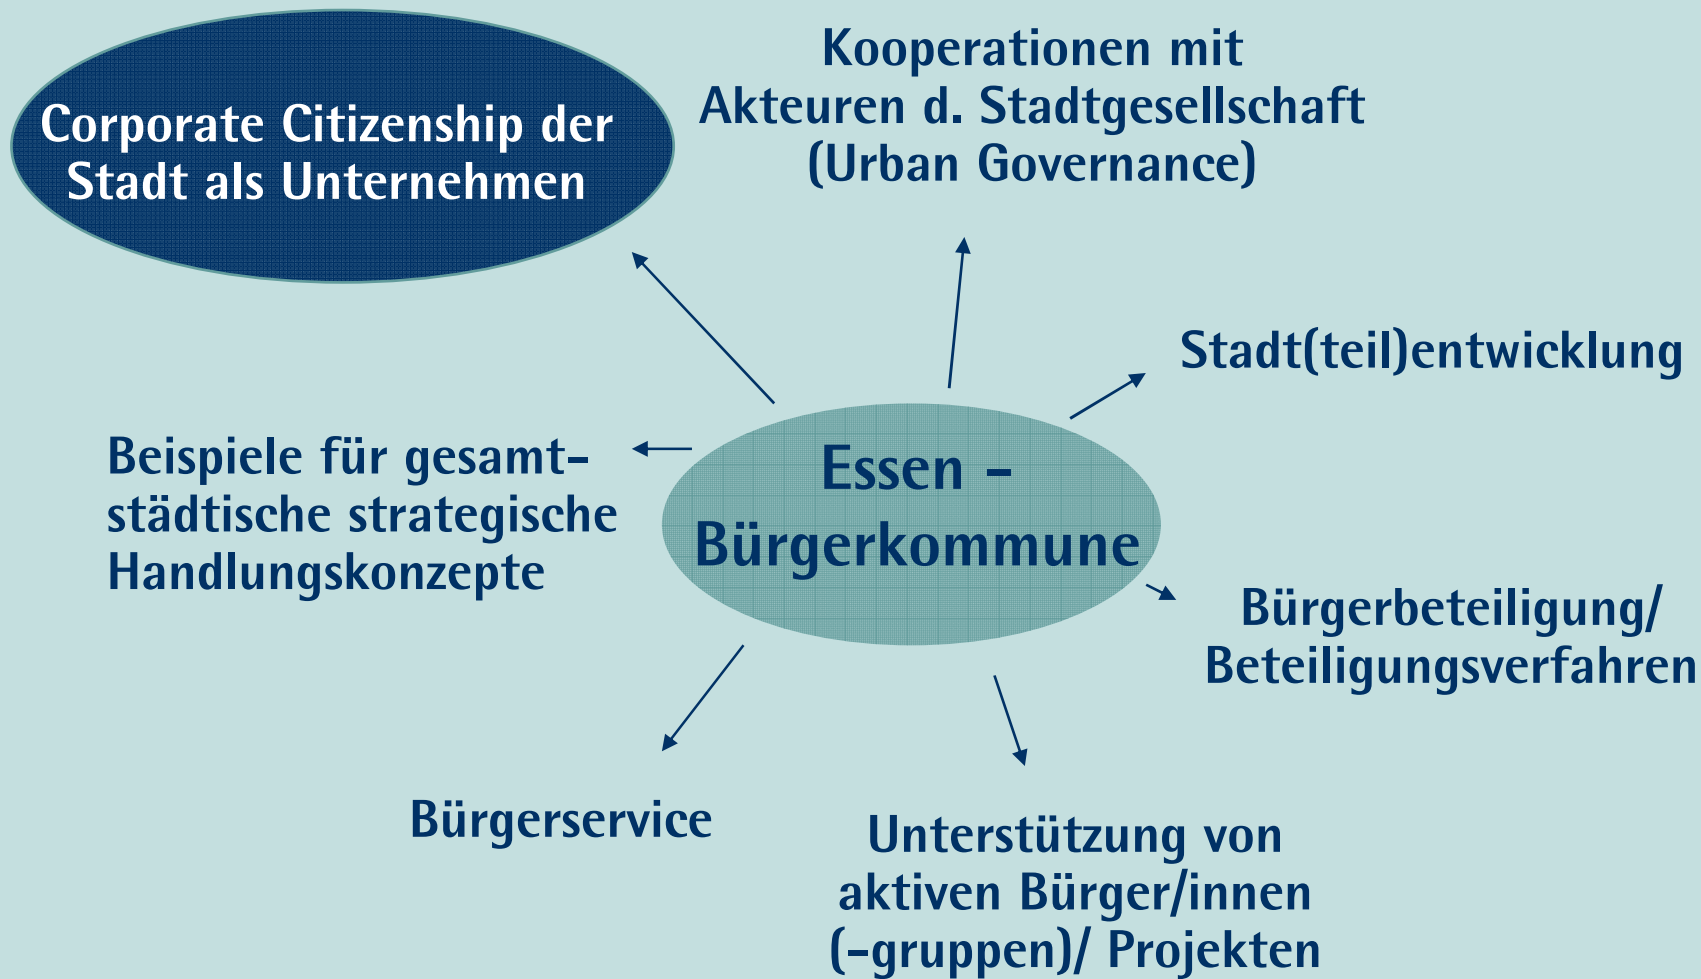 Corporate Citizenship der
Stadt als Unternehmen
Kooperationen mit
Akteuren d. Stadtgesellschaft
(Urban Governance)
Stadt(teil)entwicklung
Beispiele für gesamt-
städtische strategische
Handlungskonzepte
Essen -
Bürgerkommune
Bürgerbeteiligung/
Beteiligungsverfahren
Bürgerservice
Unterstützung von
aktiven Bürger/innen
(-gruppen)/ Projekten